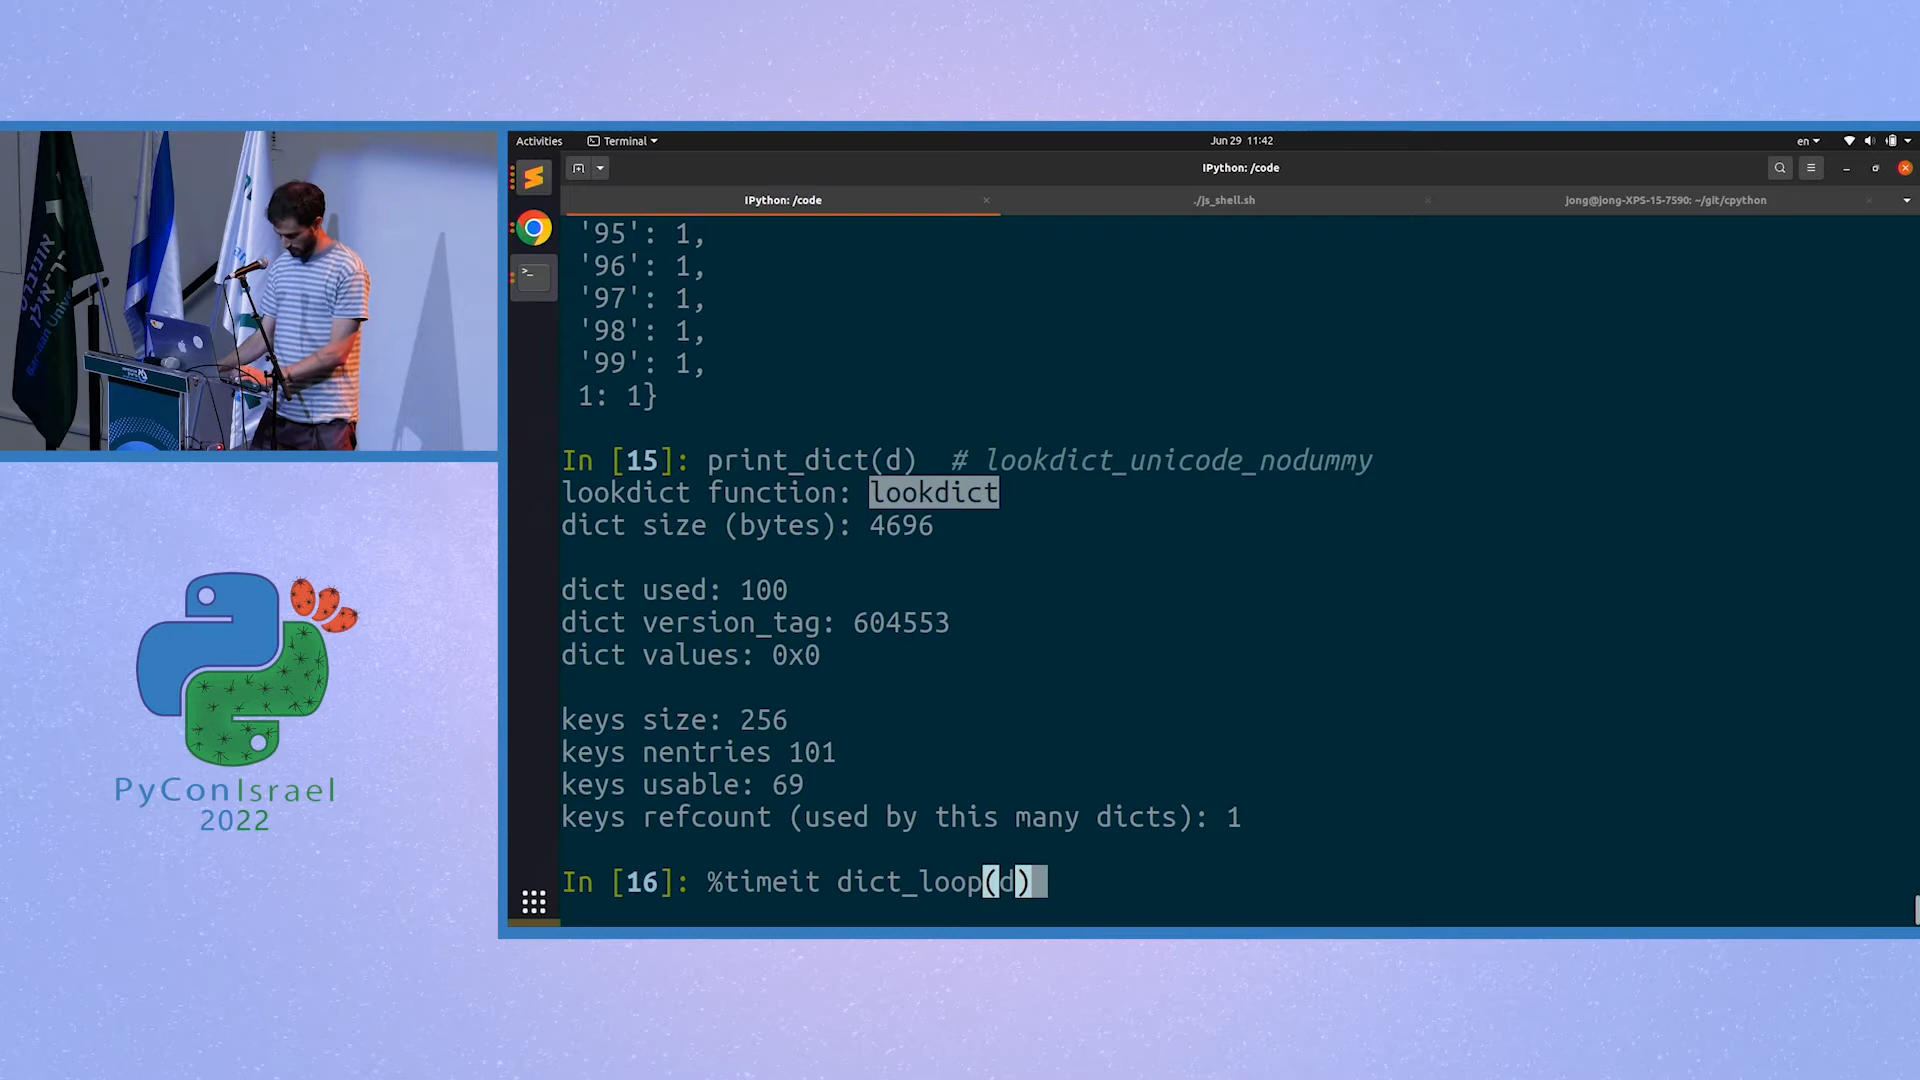 Activities
Terminal
Jun 29 11:42
en
IPython: /code
IPython: /code
./js_shell.sh
jong@jong-XPS-15-7590: ~/git/cpython
'95': 1,
'96': 1,
'97': 1,
'98': 1,
'99': 1,
1: 1}
In [15]: print_dict(d)  # lookdict_unicode_nodummy
lookdict function: lookdict
dict size (bytes): 4696
dict used: 100
dict version_tag: 604553
dict values: 0x0
keys size: 256
keys nentries 101
keys usable: 69
keys refcount (used by this many dicts): 1
In [16]: %timeit dict_loop(d)
אוניברסיטת
בר-אילן
PyConIsrael
2022